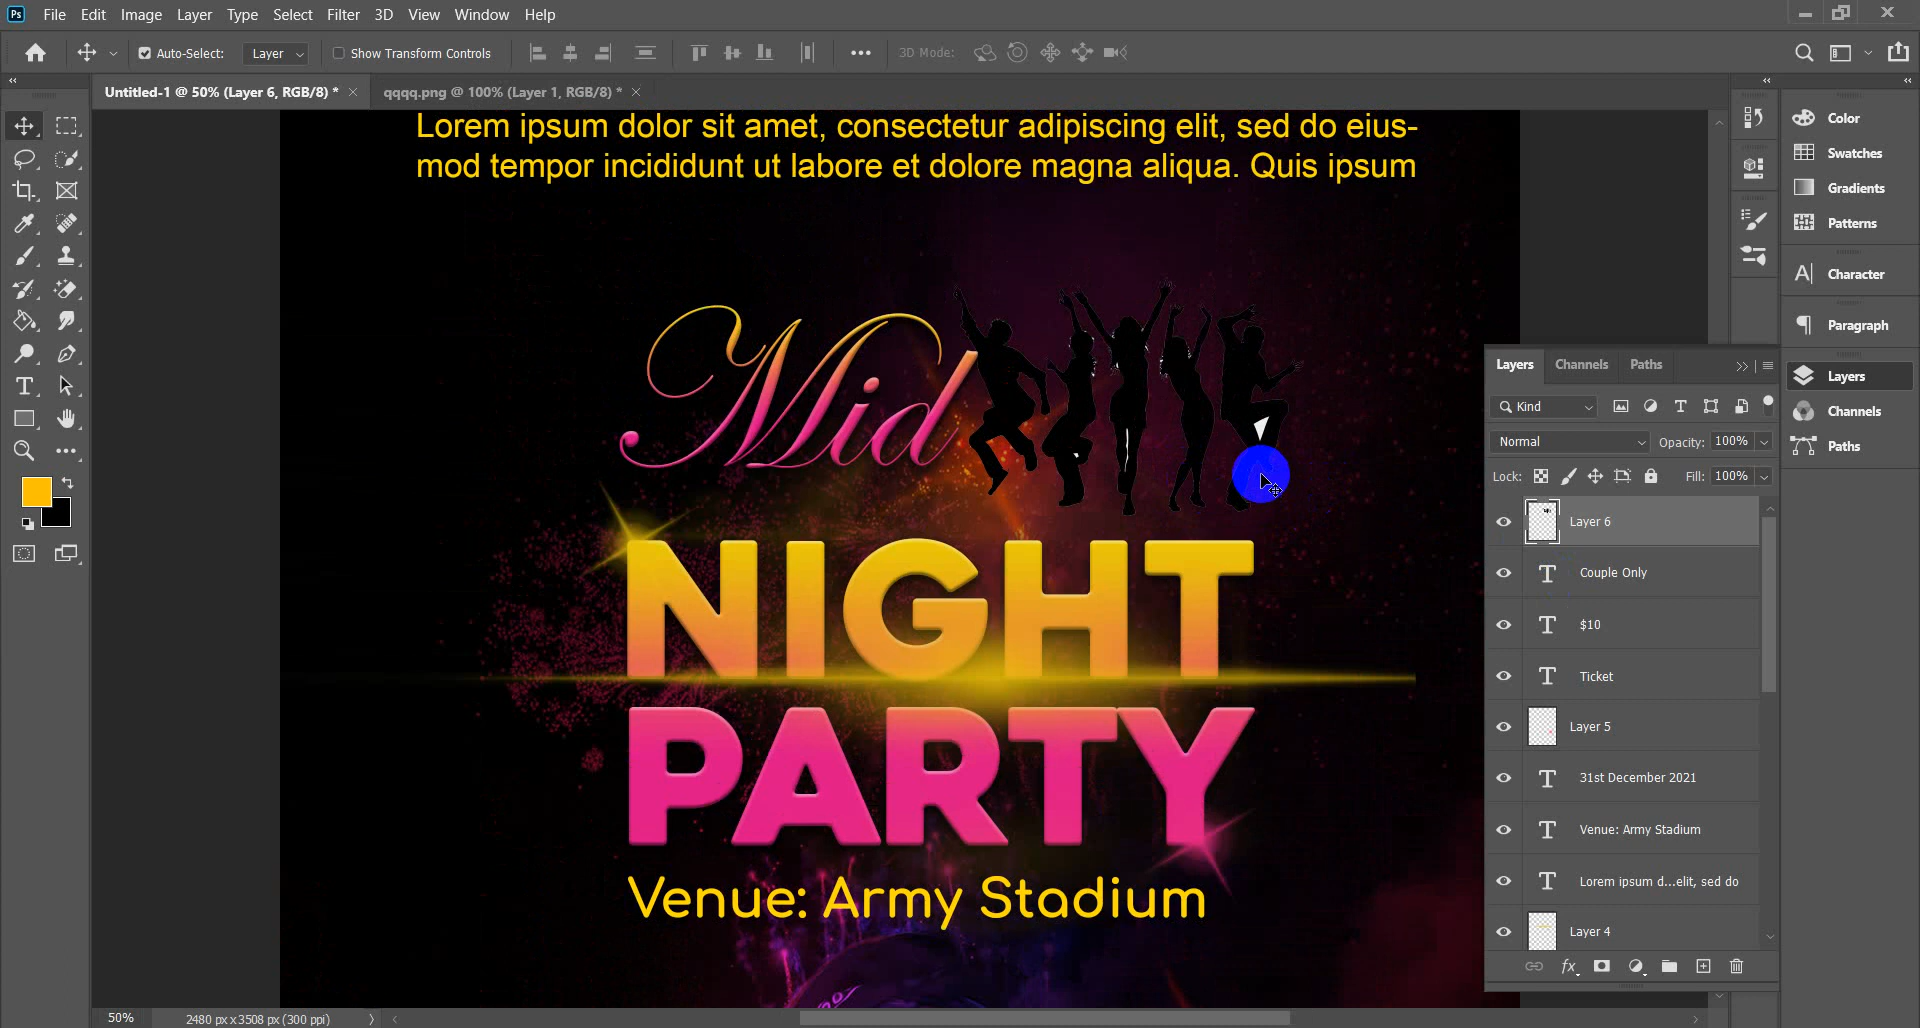 Ps File Edit Image Layer Type Select Filter 3D View Window Help
Auto-Select: Layer Show Transform Controls 3D Mode:
Untitled-1 @ 50% (Layer 6, RGB/8) * qqqq.png @ 100% (Layer 1, RGB/8) *
Lorem ipsum dolor sit amet, consectetur adipiscing elit, sed do eius-
mod tempor incididunt ut labore et dolore magna aliqua. Quis ipsum
Mid
NIGHT
PARTY
Venue: Army Stadium
Color
Swatches
Gradients
Patterns
Character
Paragraph
Layers
Channels
Paths
Layers Channels Paths
Kind
Normal Opacity: 100%
Lock: Fill: 100%
Layer 6
Couple Only
$10
Ticket
Layer 5
31st December 2021
Venue: Army Stadium
Lorem ipsum d...elit, sed do
Layer 4
50% 2480 px x 3508 px (300 ppi)